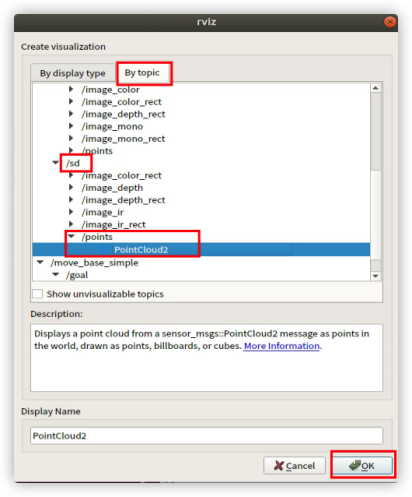 rviz
Create visualization
By display type
By topic
/image_color
/image_color_rect
/image_depth_rect
/image_mono
/image_mono_rect
/points
/sd
/image_color_rect
/image_depth
/image_depth_rect
/image_ir
/image_ir_rect
/points
PointCloud2
/move_base_simple
/goal
Show unvisualizable topics
Description:
Displays a point cloud from a sensor_msgs::PointCloud2 message as points in
the world, drawn as points, billboards, or cubes. More Information.
Display Name
PointCloud2
Cancel
OK